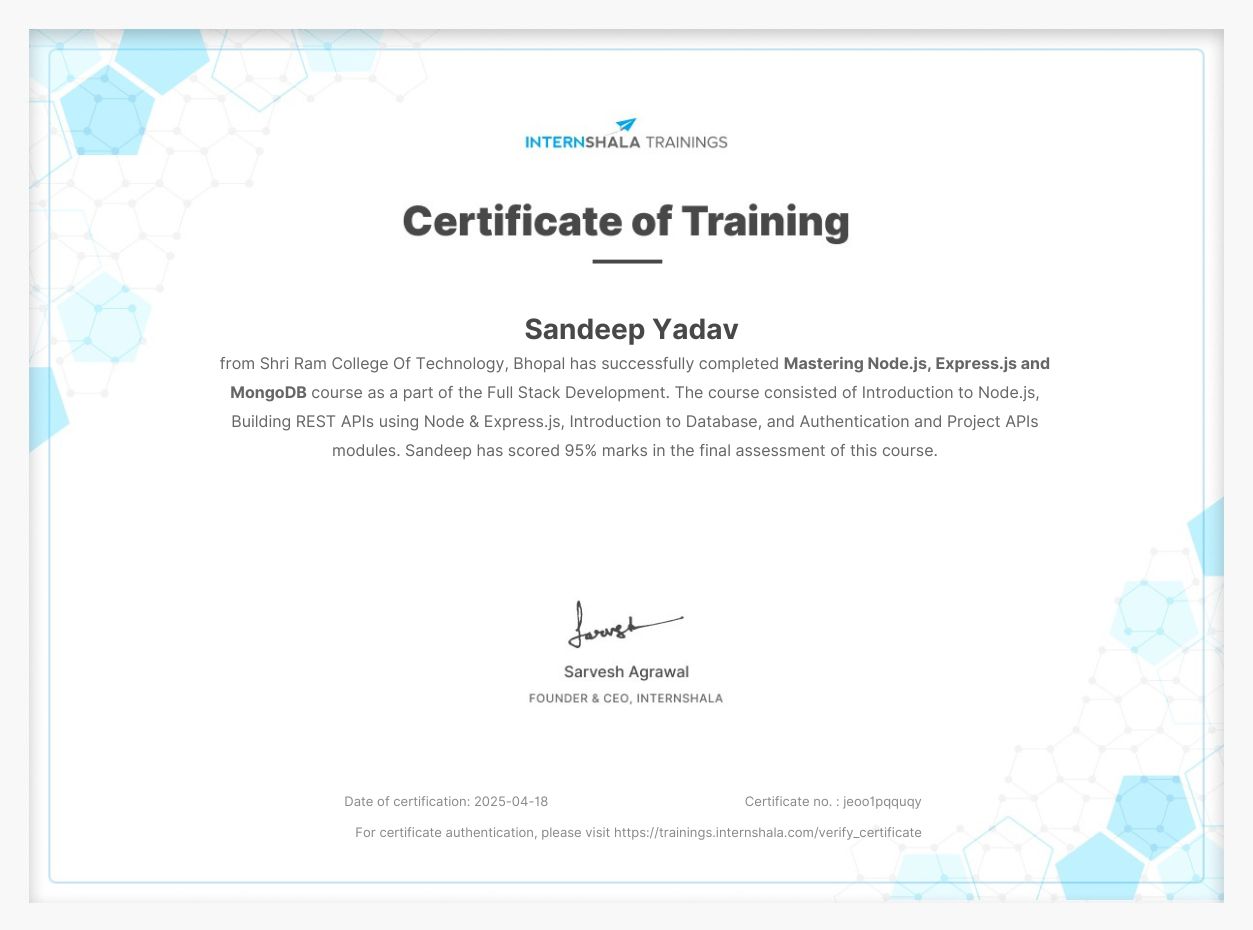 INTERNSHALA TRAININGS
Certificate of Training
Sandeep Yadav
from Shri Ram College Of Technology, Bhopal has successfully completed Mastering Node.js, Express.js and
MongoDB course as a part of the Full Stack Development. The course consisted of Introduction to Node.js,
Building REST APIs using Node & Express.js, Introduction to Database, and Authentication and Project APIs
modules. Sandeep has scored 95% marks in the final assessment of this course.
Sarvesh
Sarvesh Agrawal
FOUNDER & CEO, INTERNSHALA
Date of certification: 2025-04-18 Certificate no. : jeoo1pqquqy
For certificate authentication, please visit https://trainings.internshala.com/verify_certificate